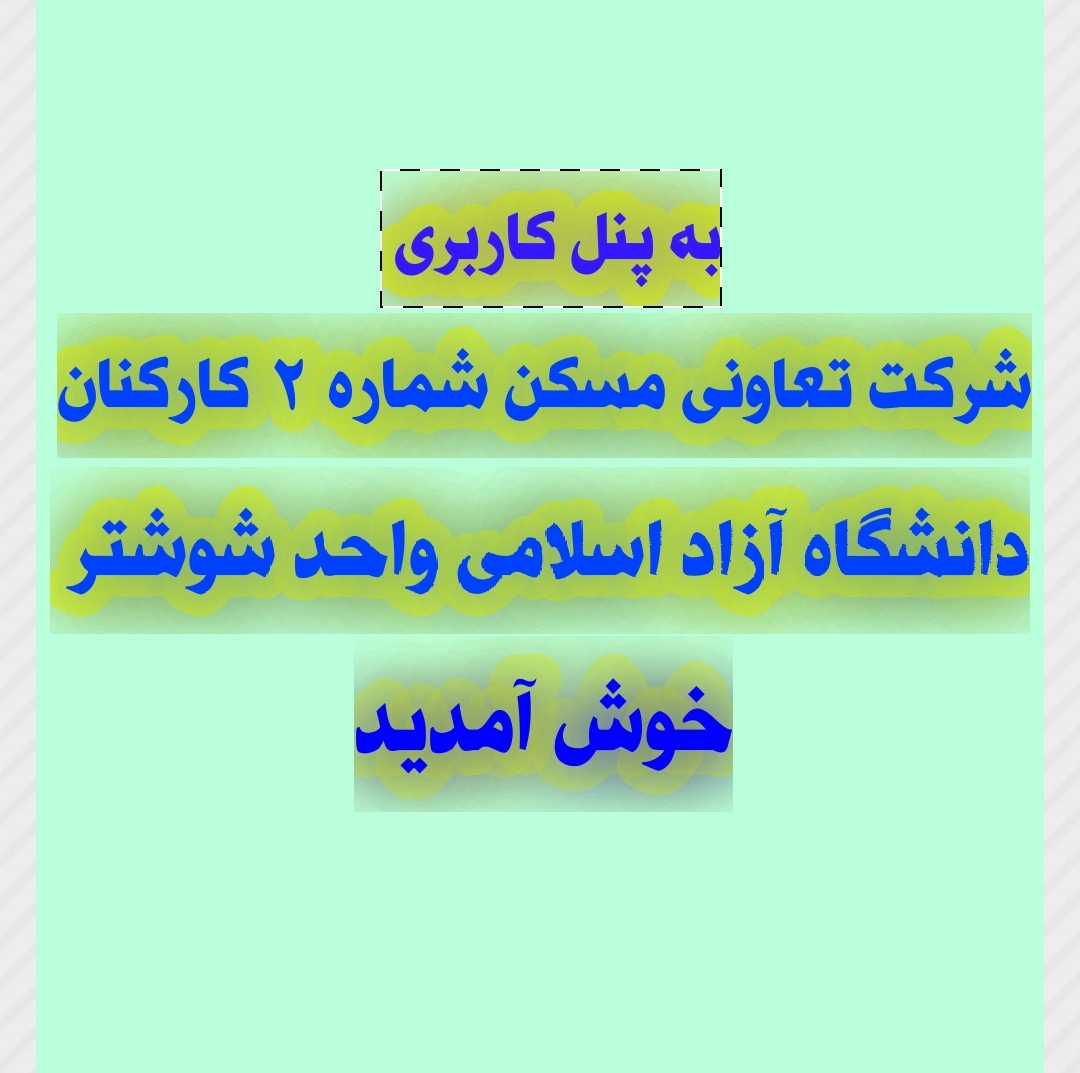 به پنل کاربری
شرکت تعاونی مسکن شماره ۲ کارکنان
دانشگاه آزاد اسلامی واحد شوشتر
خوش آمدید